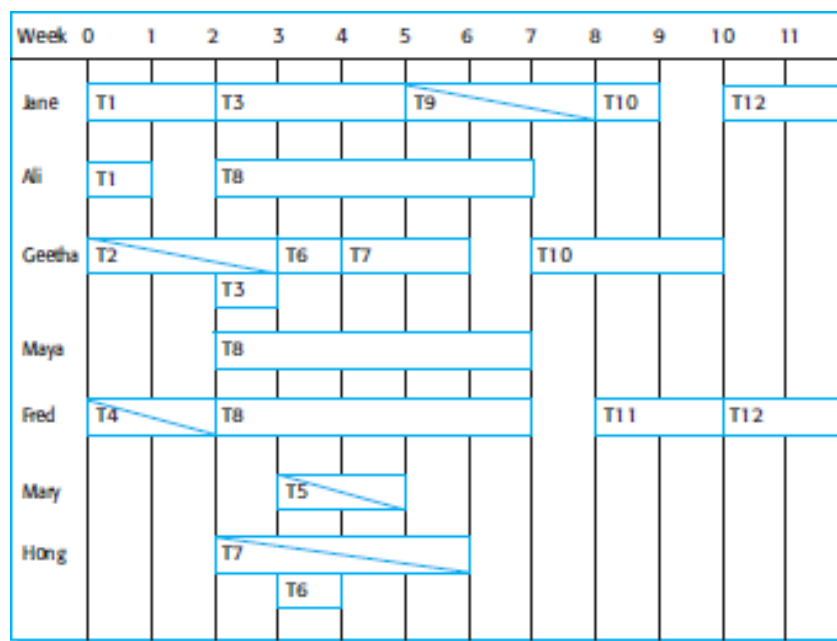 Week 0 1 2 3 4 5 6 7 8 9 10 11
Jane T1 T3 T9 T10 T12
Ali T1 T8
Geetha T2 T6 T7 T10
T3
Maya T8
Fred T4 T8 T11 T12
Mary T5
Hong T7
T6